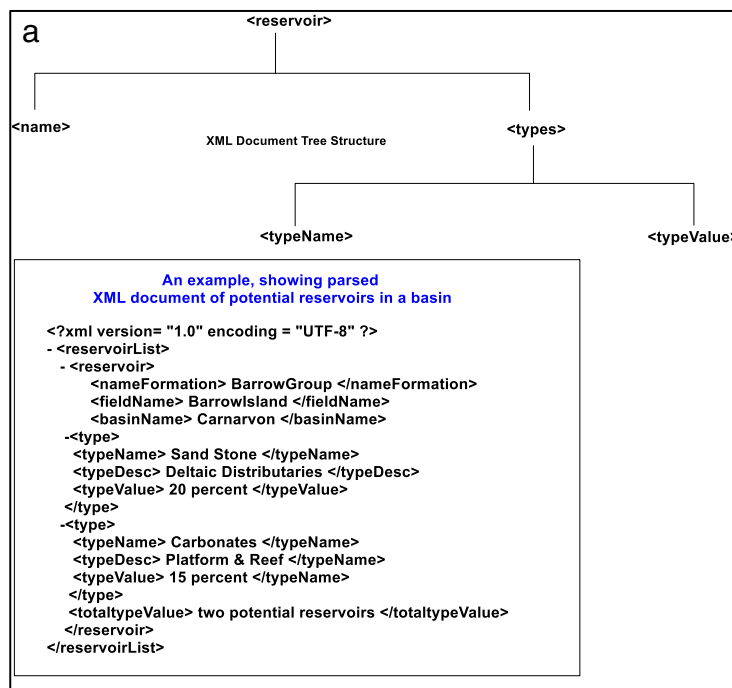 a
<reservoir>
<name>
<types>
XML Document Tree Structure
<typeName>
<typeValue>
An example, showing parsed
XML document of potential reservoirs in a basin
<?xml version= "1.0" encoding = "UTF-8" ?>
- <reservoirList>
- <reservoir>
<nameFormation> BarrowGroup </nameFormation>
<fieldName> BarrowIsland </fieldName>
<basinName> Carnarvon </basinName>
-<type>
<typeName> Sand Stone </typeName>
<typeDesc> Deltaic Distributaries </typeDesc>
<typeValue> 20 percent </typeValue>
</type>
-<type>
<typeName> Carbonates </typeName>
<typeDesc> Platform & Reef </typeName>
<typeValue> 15 percent </typeName>
</type>
<totaltypeValue> two potential reservoirs </totaltypeValue>
</reservoir>
</reservoirList>